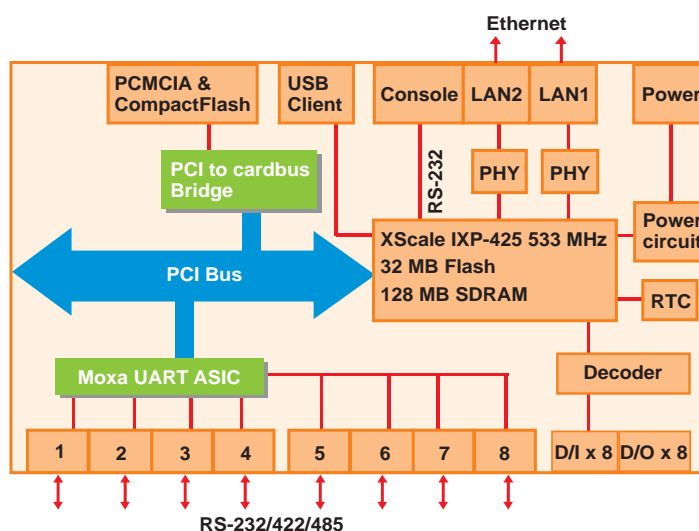 Ethernet
PCMCIA &
CompactFlash
USB
Client
Console
LAN2
LAN1
Power
PCI to cardbus
Bridge
RS-232
PHY
PHY
Power
circuit
XScale IXP-425 533 MHz
32 MB Flash
128 MB SDRAM
PCI Bus
RTC
Moxa UART ASIC
Decoder
1
2
3
4
5
6
7
8
D/I x 8
D/O x 8
RS-232/422/485